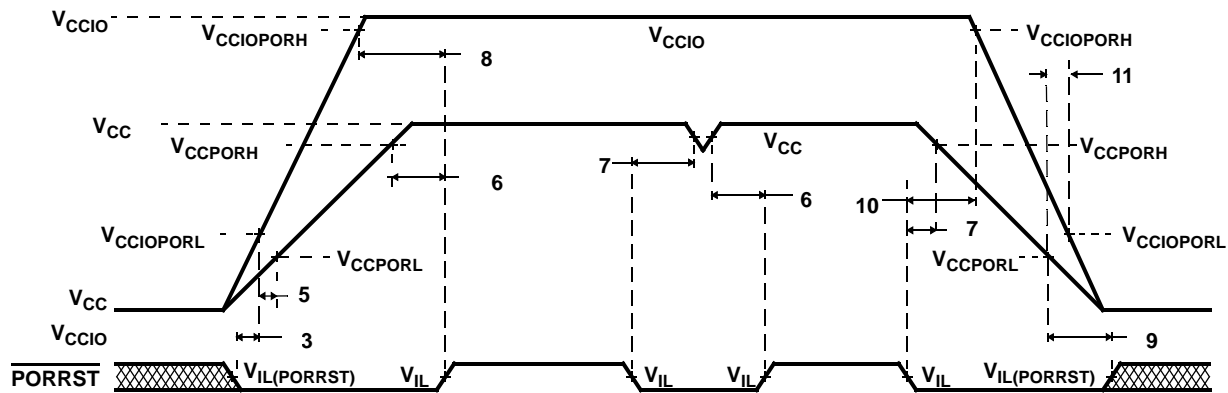 VCCIO
VCCIOPORH
VCCIO
VCCIOPORH
8
11
VCC
VCCPORH
VCC
VCCPORH
7
6
6
10
7
VCCIOPORL
VCCIOPORL
VCCPORL
VCCPORL
VCC
5
VCCIO
3
9
PORRST
VIL(PORRST)
VIL
VIL
VIL
VIL
VIL(PORRST)